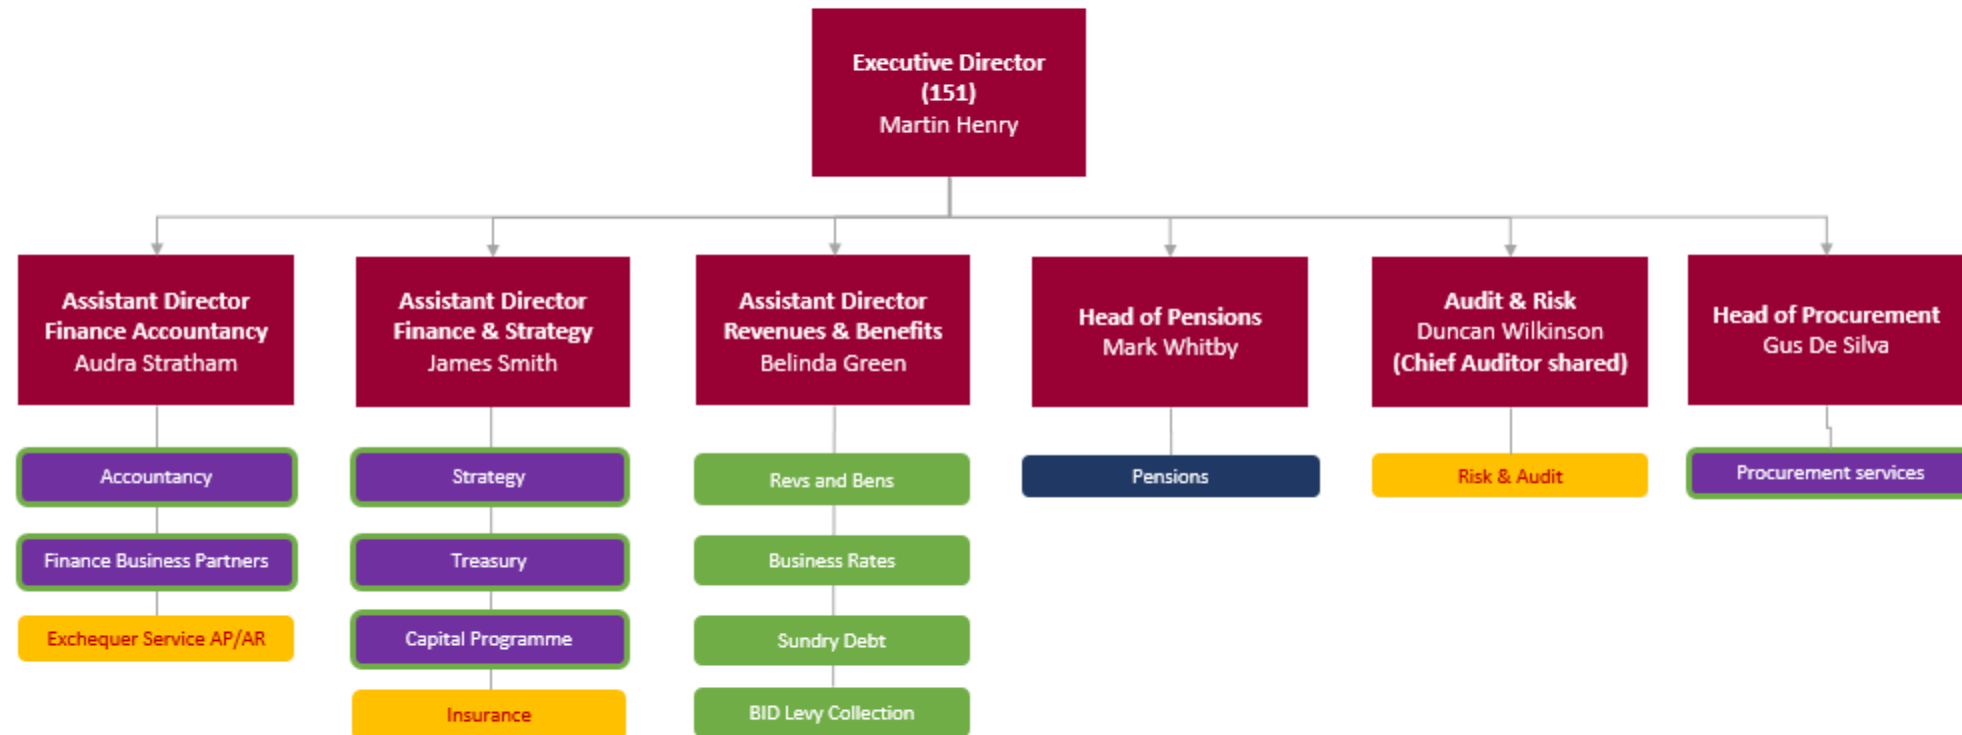 Executive Director
(151)
Martin Henry
Assistant Director
Finance Accountancy
Audra Stratham
Assistant Director
Finance & Strategy
James Smith
Assistant Director
Revenues & Benefits
Belinda Green
Head of Pensions
Mark Whitby
Audit & Risk
Duncan Wilkinson
(Chief Auditor shared)
Head of Procurement
Gus De Silva
Accountancy
Finance Business Partners
Exchequer Service AP/AR
Strategy
Treasury
Capital Programme
Insurance
Revs and Bens
Business Rates
Sundry Debt
BID Levy Collection
Pensions
Risk & Audit
Procurement services